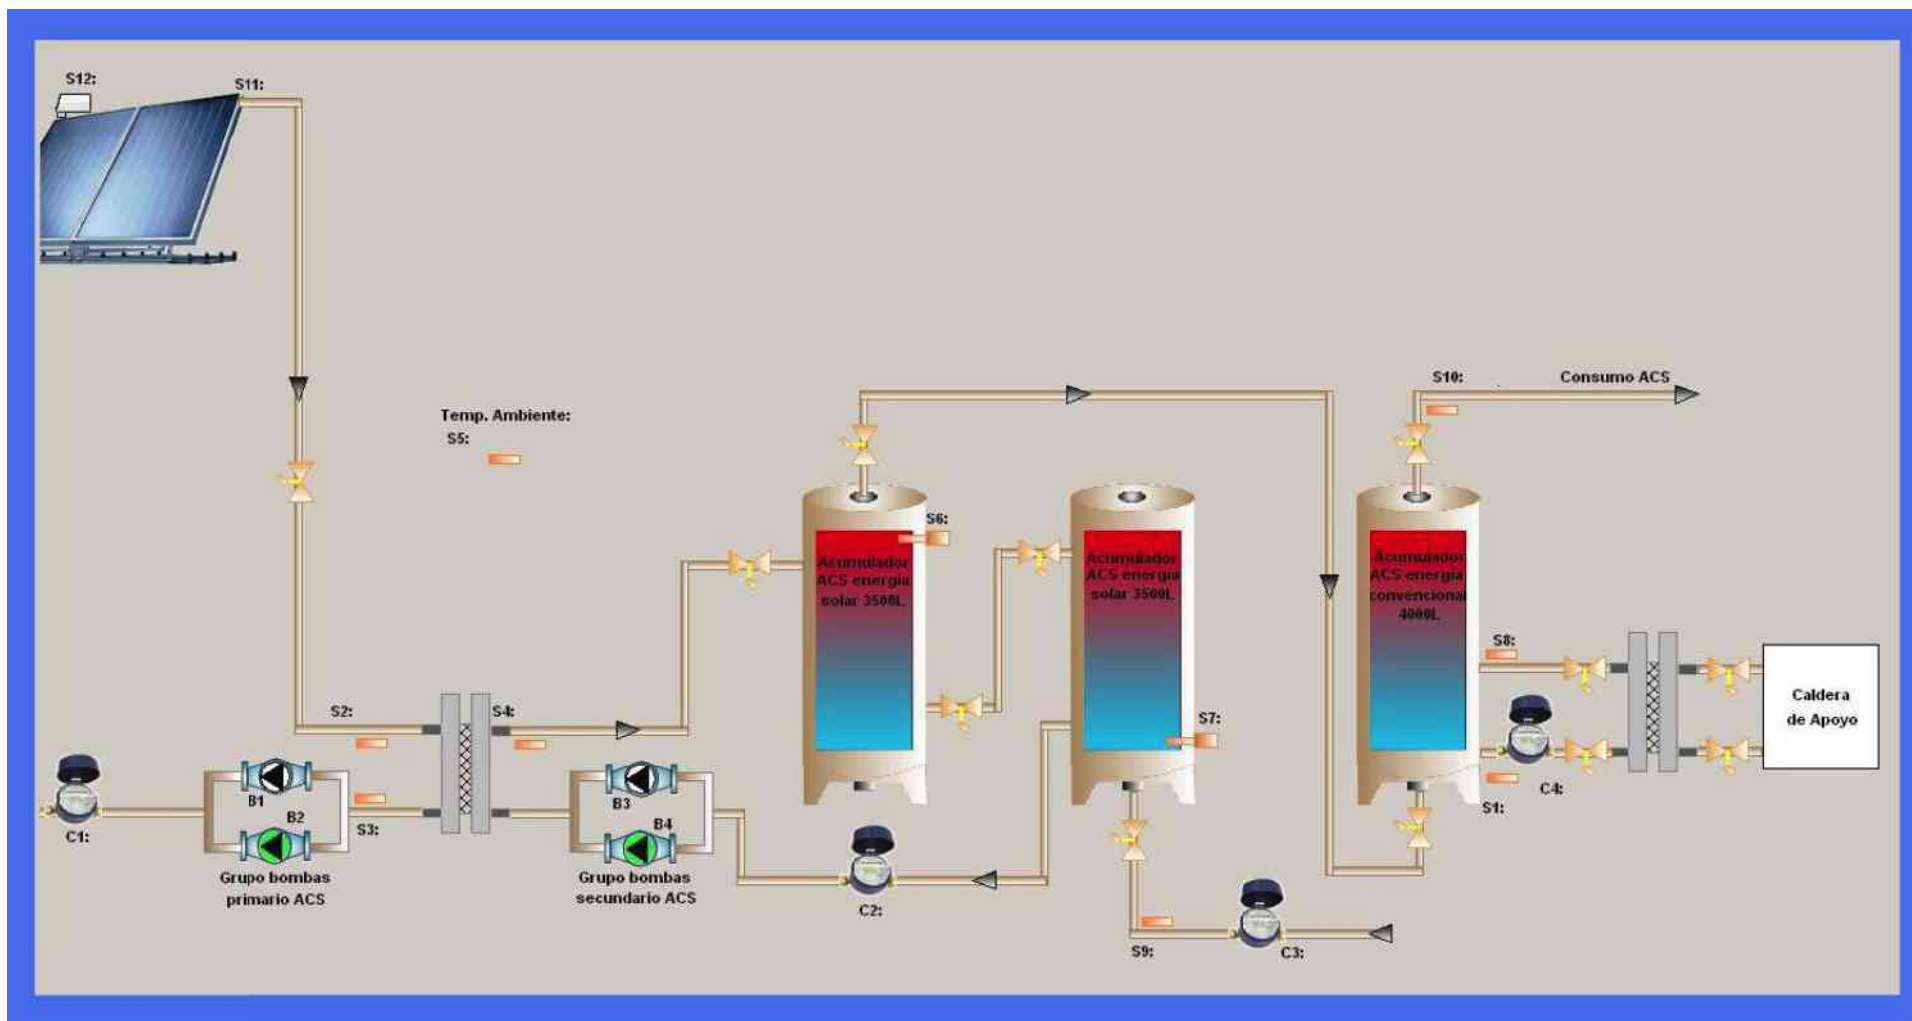 S12:
S11:
S10:
Consumo ACS
Temp. Ambiente:
S5:
S6:
Acumulador
ACS energía
solar 3500L
Acumulador
ACS energía
solar 3500L
Acumulador
ACS energía
convencional
4000L
S8:
Caldera
de Apoyo
S2:
S4:
S7:
C1:
B1
B2
S3:
B3
B4
S1:
C4:
Grupo bombas
primario ACS
Grupo bombas
secundario ACS
C2:
S9:
C3: